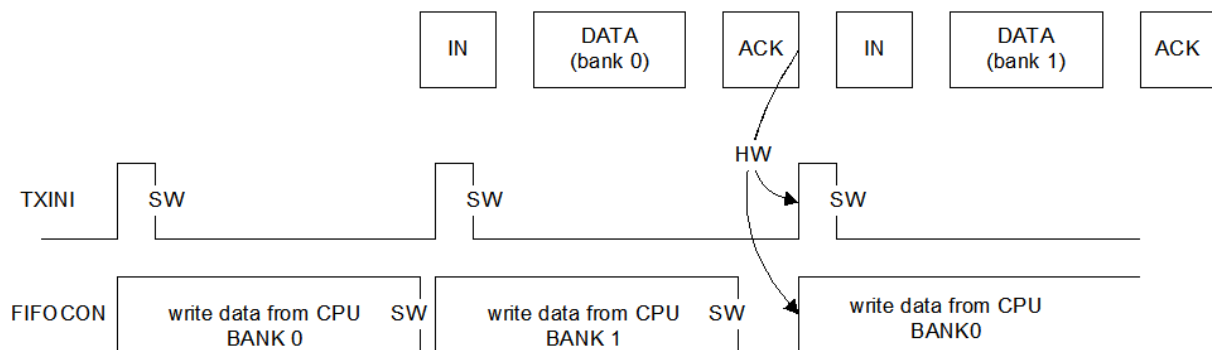 IN
DATA
(bank 0)
ACK
IN
DATA
(bank 1)
ACK
HW
TXINI
SW
SW
SW
FIFOCON
write data from CPU
BANK 0
SW
write data from CPU
BANK 1
SW
write data from CPU
BANK0